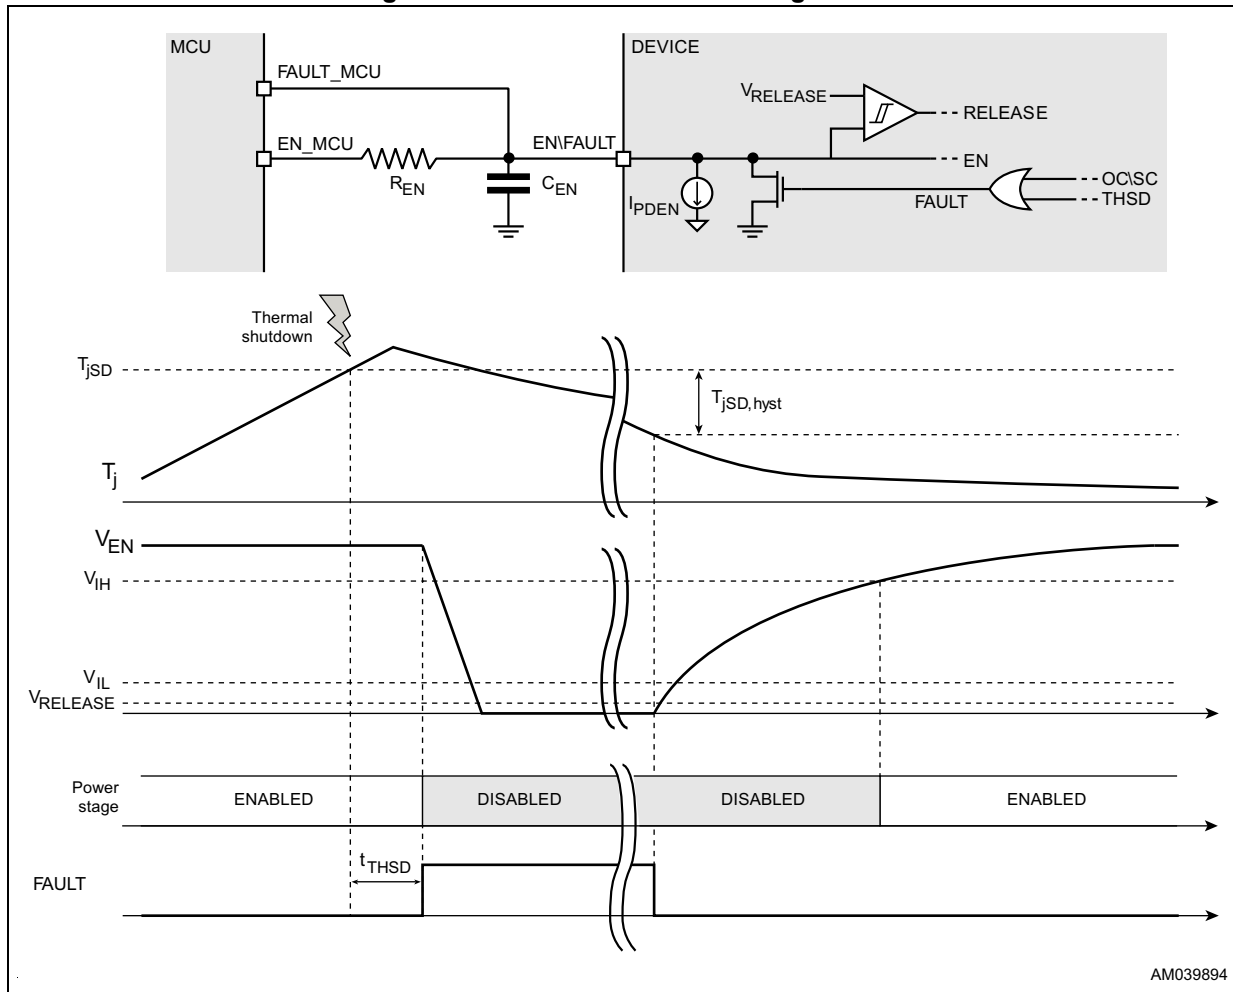 MCU
DEVICE
FAULT_MCU
VRELEASE
RELEASE
EN_MCU
EN\FAULT
EN
REN
CEN
IPDEN
FAULT
OC\SC
THSD
Thermal
shutdown
TjSD
TjSD, hyst
Tj
VEN
VIH
VIL
VRELEASE
Power
stage
ENABLED
DISABLED
DISABLED
ENABLED
tTHSD
FAULT
AM039894